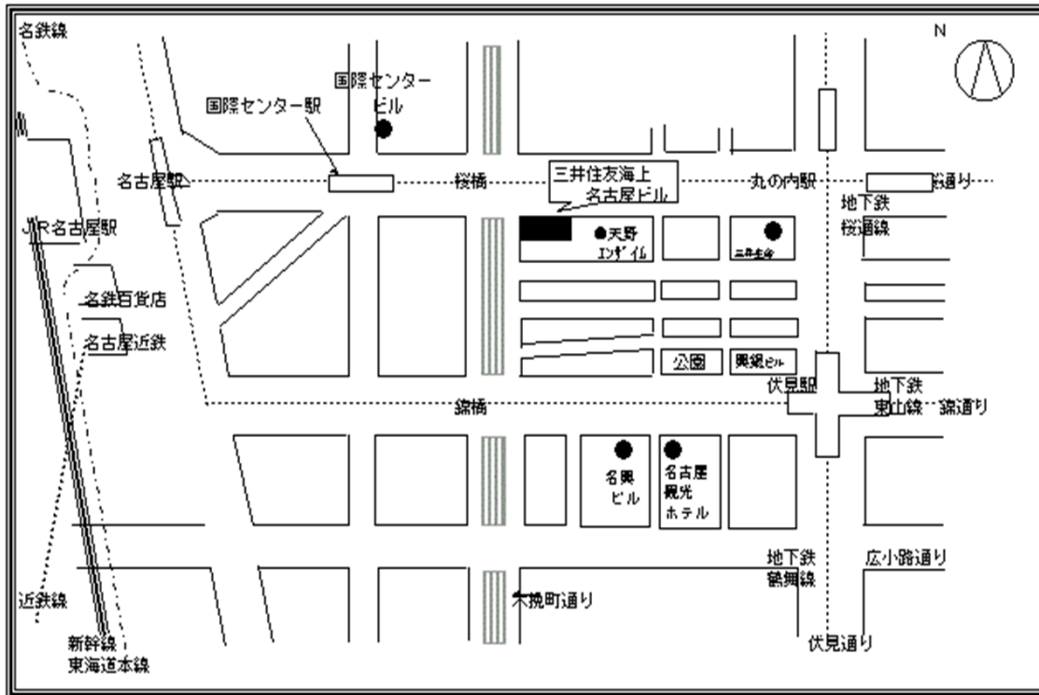 名鉄線
N
国際センター
ビル
国際センター駅
名古屋駅
桜橋
三井住友海上
名古屋ビル
丸の内駅
通り
地下鉄
桜通線
JR名古屋駅
天野
エンザイム
三井生命
名鉄百貨店
名古屋近鉄
公園
興銀ビル
伏見駅
地下鉄
東山線
錦通り
錦橋
名興
ビル
名古屋
観光
ホテル
地下鉄
鶴舞線
広小路通り
近鉄線
木挽町通り
新幹線
東海道本線
伏見通り